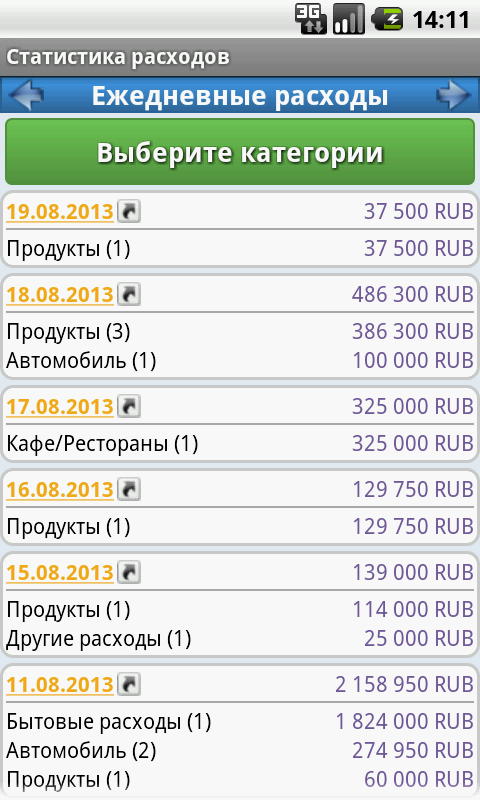 3G 14:11
Статистика расходов
Ежедневные расходы
Выберите категории
19.08.2013 37 500 RUB
Продукты (1) 37 500 RUB
18.08.2013 486 300 RUB
Продукты (3) 386 300 RUB
Автомобиль (1) 100 000 RUB
17.08.2013 325 000 RUB
Кафе/Рестораны (1) 325 000 RUB
16.08.2013 129 750 RUB
Продукты (1) 129 750 RUB
15.08.2013 139 000 RUB
Продукты (1) 114 000 RUB
Другие расходы (1) 25 000 RUB
11.08.2013 2 158 950 RUB
Бытовые расходы (1) 1 824 000 RUB
Автомобиль (2) 274 950 RUB
Продукты (1) 60 000 RUB